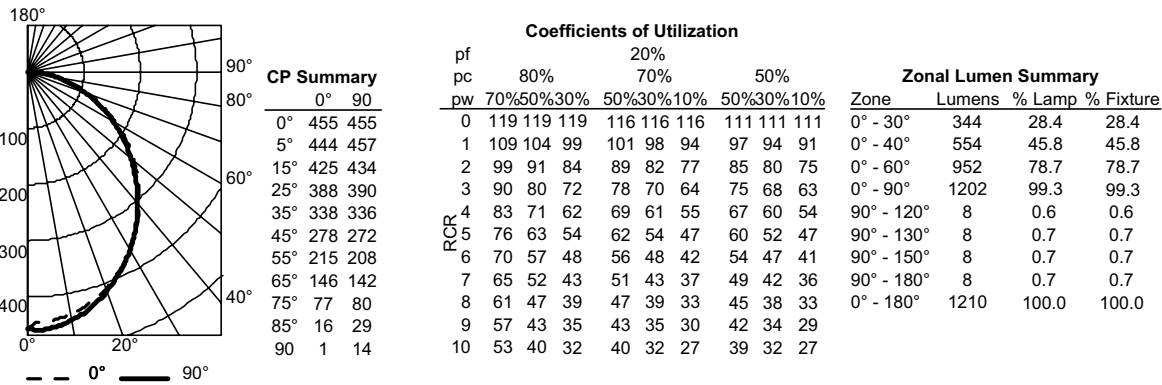 180°
90°
80°
100
60°
200
300
40°
400
0° 20°
0° 90°
CP Summary
0° 90
0° 455 455
5° 444 457
15° 425 434
25° 388 390
35° 338 336
45° 278 272
55° 215 208
65° 146 142
75° 77 80
85° 16 29
90 1 14
Coefficients of Utilization
pf 20%
pc 80% 70% 50%
pw 70%50%30% 50%30%10% 50%30%10%
RCR
0 119 119 119 116 116 116 111 111 111
1 109 104 99 101 98 94 97 94 91
2 99 91 84 89 82 77 85 80 75
3 90 80 72 78 70 64 75 68 63
4 83 71 62 69 61 55 67 60 54
5 76 63 54 62 54 47 60 52 47
6 70 57 48 56 48 42 54 47 41
7 65 52 43 51 43 37 49 42 36
8 61 47 39 47 39 33 45 38 33
9 57 43 35 43 35 30 42 34 29
10 53 40 32 40 32 27 39 32 27
Zonal Lumen Summary
Zone Lumens % Lamp % Fixture
0° - 30° 344 28.4 28.4
0° - 40° 554 45.8 45.8
0° - 60° 952 78.7 78.7
0° - 90° 1202 99.3 99.3
90° - 120° 8 0.6 0.6
90° - 130° 8 0.7 0.7
90° - 150° 8 0.7 0.7
90° - 180° 8 0.7 0.7
0° - 180° 1210 100.0 100.0